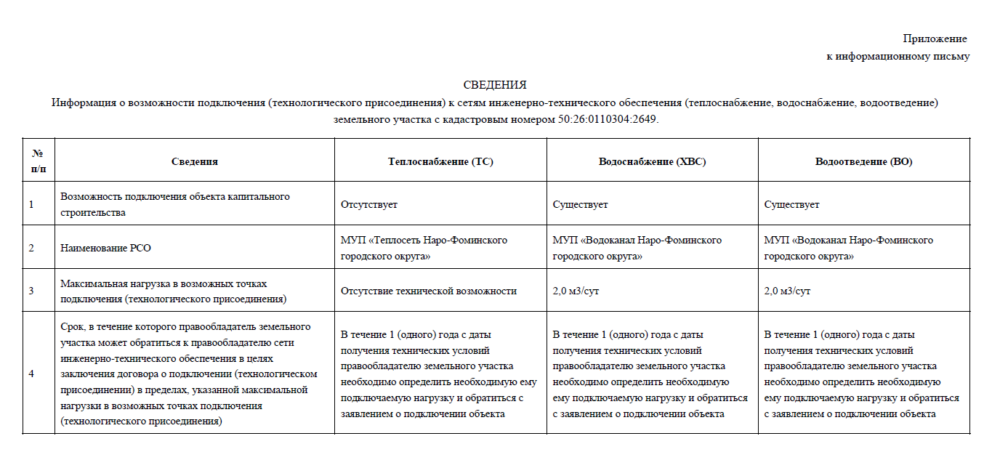 Приложение
к информационному письму
СВЕДЕНИЯ
Информация о возможности подключения (технологического присоединения) к сетям инженерно-технического обеспечения (теплоснабжение, водоснабжение, водоотведение)
земельного участка с кадастровым номером 50:26:0110304:2649.
№
п/п
Сведения
Теплоснабжение (ТС)
Водоснабжение (ХВС)
Водоотведение (ВО)
1
Возможность подключения объекта капитального
строительства
Отсутствует
Существует
Существует
2
Наименование РСО
МУП «Теплосеть Наро-Фоминского
городского округа»
МУП «Водоканал Наро-Фоминского
городского округа»
МУП «Водоканал Наро-Фоминского
городского округа»
3
Максимальная нагрузка в возможных точках
подключения (технологического присоединения)
Отсутствие технической возможности
2,0 м3/сут
2,0 м3/сут
4
Срок, в течение которого правообладатель земельного
участка может обратиться к правообладателю сети
инженерно-технического обеспечения в целях
заключения договора о подключении (технологическом
присоединении) в пределах, указанной максимальной
нагрузки в возможных точках подключения
(технологического присоединения)
В течение 1 (одного) года с даты
получения технических условий
правообладателю земельного участка
необходимо определить необходимую ему
подключаемую нагрузку и обратиться с
заявлением о подключении объекта
В течение 1 (одного) года с даты
получения технических условий
правообладателю земельного участка
необходимо определить необходимую
ему подключаемую нагрузку и обратиться
с заявлением о подключении объекта
В течение 1 (одного) года с даты
получения технических условий
правообладателю земельного участка
необходимо определить необходимую
ему подключаемую нагрузку и обратиться
с заявлением о подключении объекта